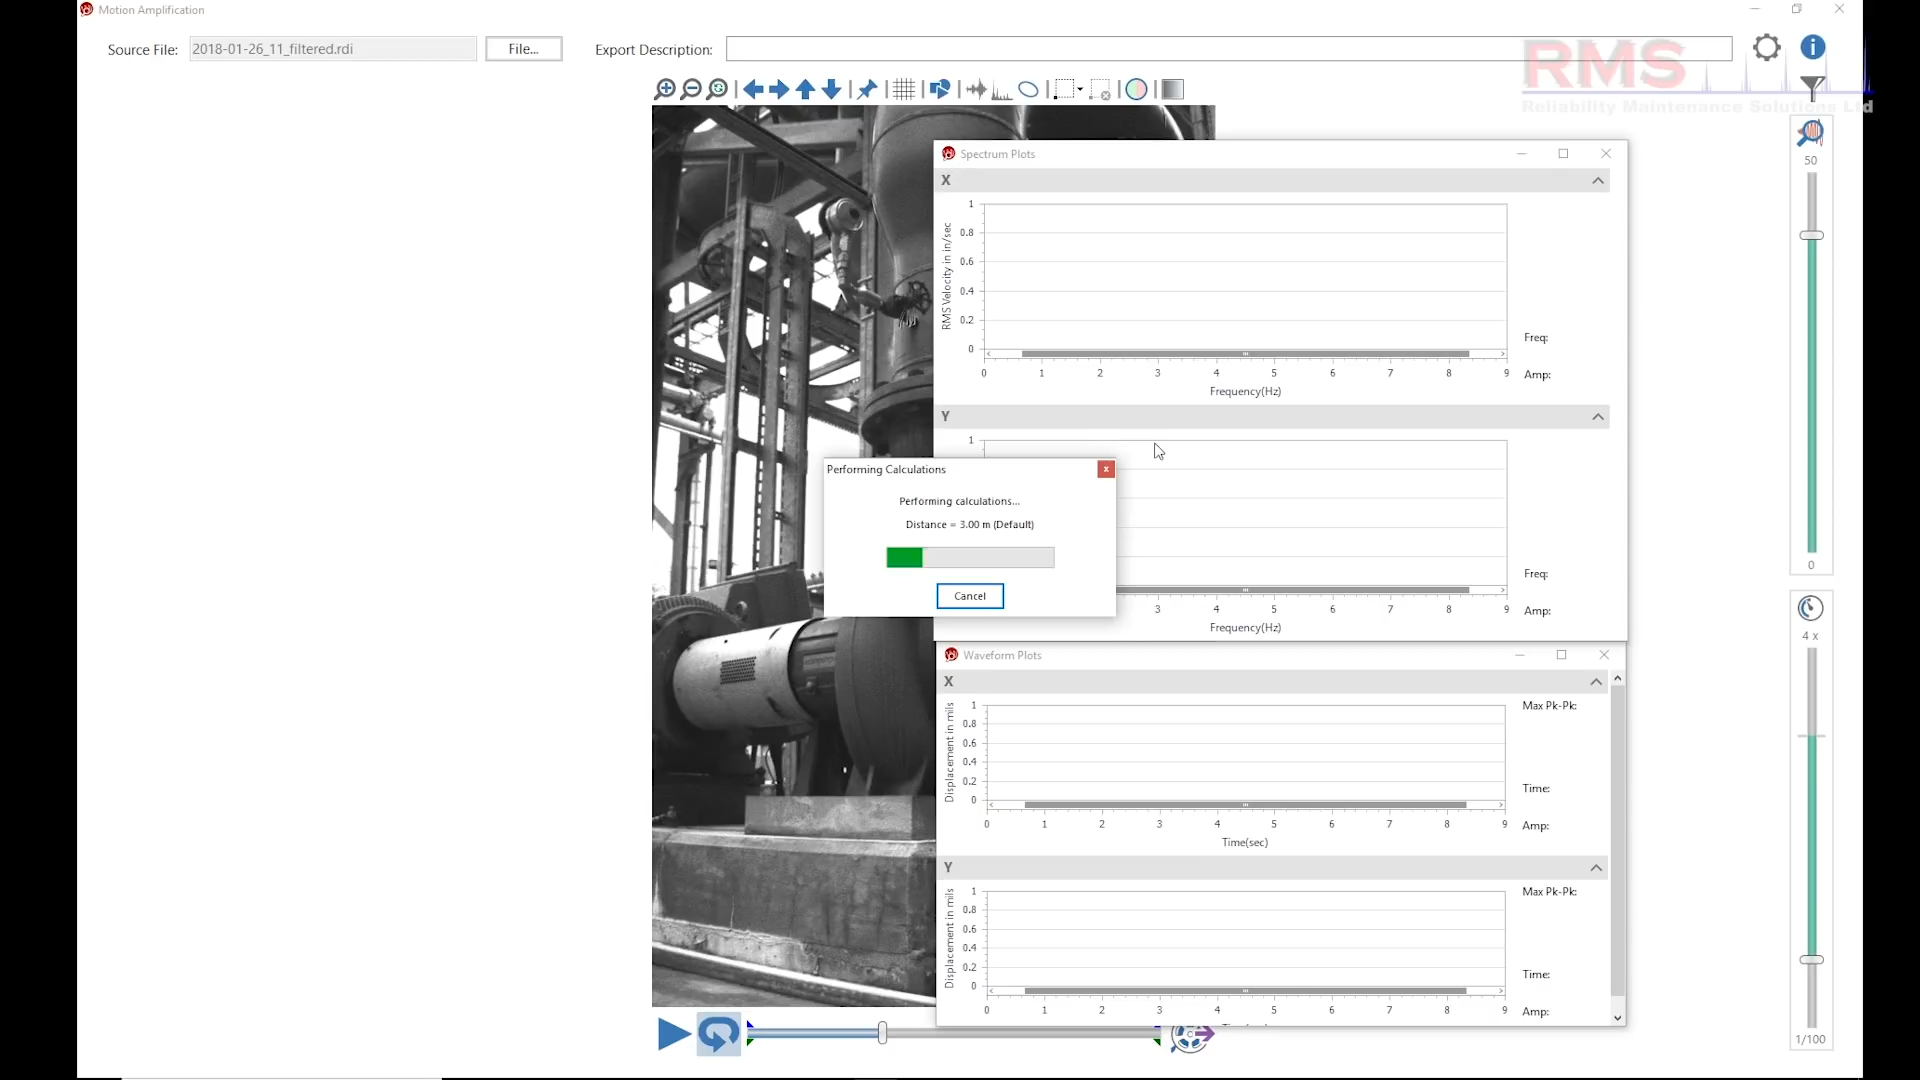 Motion Amplification
Source File: 2018-01-26_11_filtered.rdi File... Export Description:
RMS
Reliability Maintenance Solutions Ltd
50
0
4 x
1/100
Spectrum Plots
X
RMS Velocity in in/sec
1
0.8
0.6
0.4
0.2
0
0 1 2 3 4 5 6 7 8 9
Frequency(Hz)
Freq:
Amp:
Y
1
3 4 5 6 7 8 9
Frequency(Hz)
Freq:
Amp:
Performing Calculations
Performing calculations...
Distance = 3.00 m (Default)
Cancel
Waveform Plots
X
Displacement in mils
1
0.8
0.6
0.4
0.2
0
0 1 2 3 4 5 6 7 8 9
Time(sec)
Max Pk-Pk:
Time:
Amp:
Y
Displacement in mils
1
0.8
0.6
0.4
0.2
0
0 1 2 3 4 5 6 7 8 9
Max Pk-Pk:
Time:
Amp: